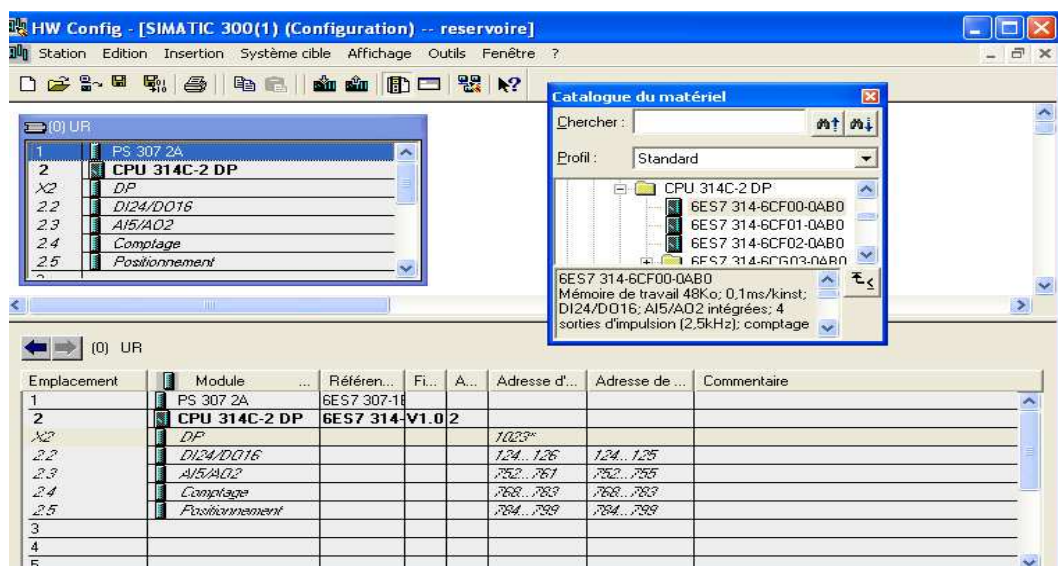 HW Config - [SIMATIC 300(1) (Configuration) -- reservoire]
Station Edition Insertion Système cible Affichage Outils Fenêtre ?
(0) UR
1 PS 307 2A
2 CPU 314C-2 DP
X2 DP
2.2 DI24/DO16
2.3 AI5/AO2
2.4 Comptage
2.5 Positionnement
Catalogue du matériel
Chercher :
Profil : Standard
CPU 314C-2 DP
6ES7 314-6CF00-0AB0
6ES7 314-6CF01-0AB0
6ES7 314-6CF02-0AB0
6ES7 314-6CG03-0AB0
6ES7 314-6CF00-0AB0
Mémoire de travail 48Ko; 0,1ms/kinst;
DI24/DO16; AI5/AO2 intégrées; 4
sorties d'impulsion (2,5kHz); comptage
(0) UR
Emplacement Module ... Référen... Fi... A... Adresse d'... Adresse de ... Commentaire
1 PS 307 2A 6ES7 307-1
2 CPU 314C-2 DP 6ES7 314- V1.0 2
X2 DP 1023*
2.2 DI24/DO16 124...126 124...125
2.3 AI5/AO2 752...761 752...755
2.4 Comptage 768...783 768...783
2.5 Positionnement 784...799 784...799
3
4
5